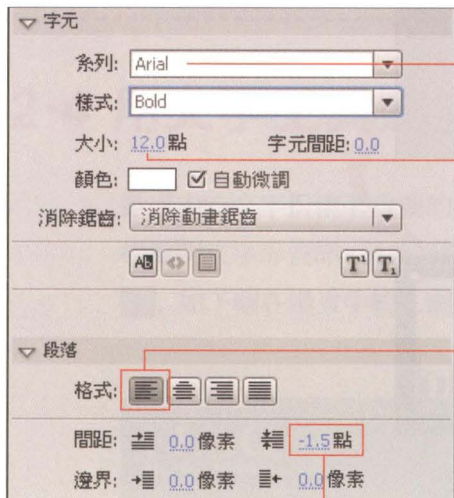 字元
系列: Arial
樣式: Bold
大小: 12.0 點 字元間距: 0.0
顏色: 自動微調
消除鋸齒: 消除動畫鋸齒
AB T¹ T₁
段落
格式:
間距: 0.0 像素 -1.5 點
邊界: 0.0 像素 0.0 像素